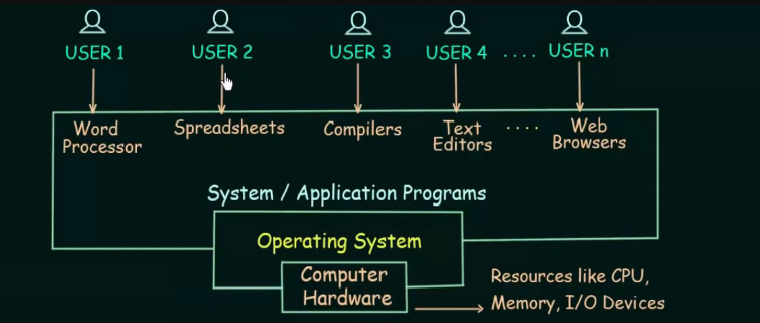 USER 1 USER 2 USER 3 USER 4 .... USER n
Word Processor
Spreadsheets
Compilers
Text Editors
....
Web Browsers
System / Application Programs
Operating System
Computer
Hardware
Resources like CPU,
Memory, I/O Devices